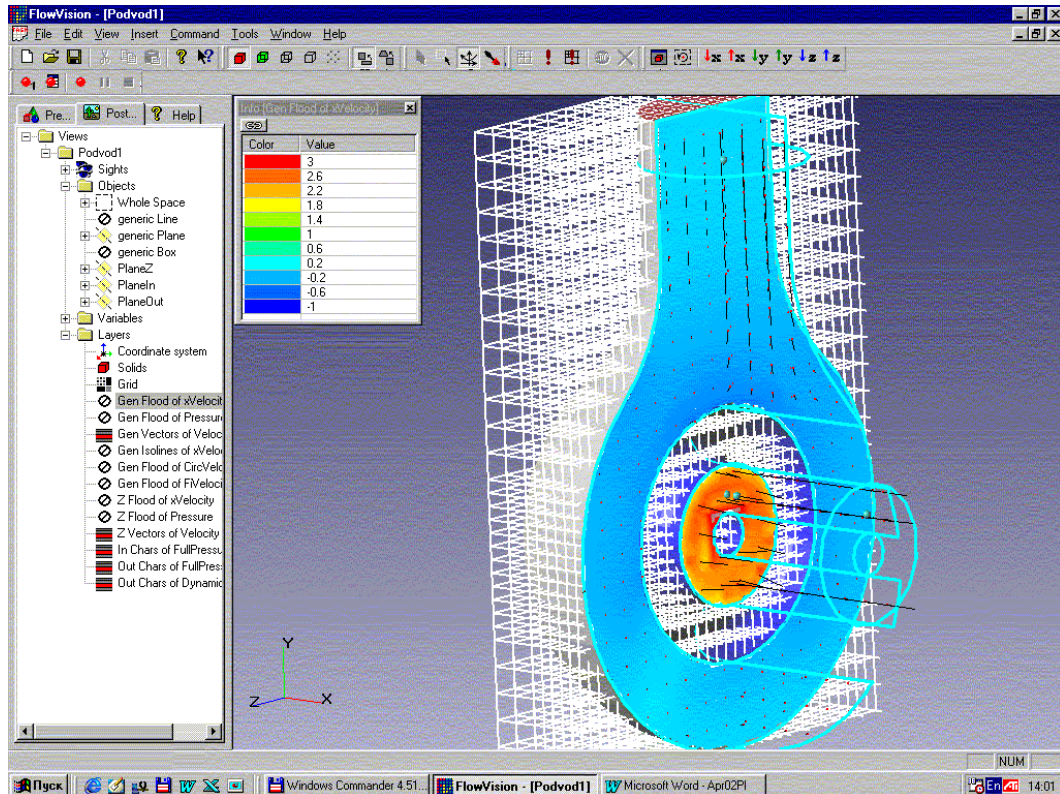 FlowVision - [Podvod1]
File Edit View Insert Command Tools Window Help
x x y y z z
Pre... Post... Help
Views
Podvod1
Sights
Objects
Whole Space
generic Line
generic Plane
generic Box
PlaneZ
PlaneIn
PlaneOut
Variables
Layers
Coordinate system
Solids
Grid
Gen Flood of xVelocit
Gen Flood of Pressure
Gen Vectors of Veloc
Gen Isolines of xVeloc
Gen Flood of CircVelo
Gen Flood of FiVeloci
Z Flood of xVelocity
Z Flood of Pressure
Z Vectors of Velocity
In Chars of FullPressu
Out Chars of FullPres
Out Chars of Dynamic
Info [Gen Flood of xVelocity]
Color Value
3
2.6
2.2
1.8
1.4
1
0.6
0.2
-0.2
-0.6
-1
Y
Z X
NUM
Пуск Windows Commander 4.51... FlowVision - [Podvod1] Microsoft Word - Apr02Pl En 14:01